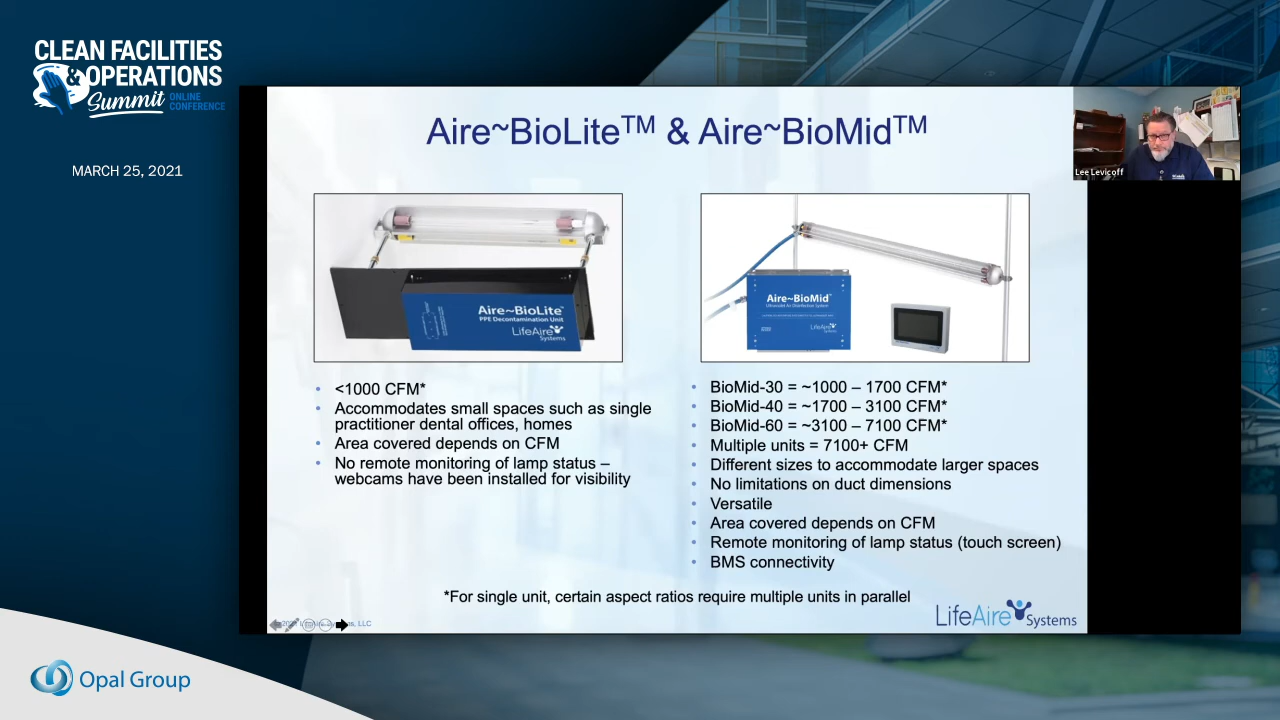 CLEAN FACILITIES
& OPERATIONS
Summit ONLINE
CONFERENCE
MARCH 25, 2021
Aire~BioLite™ & Aire~BioMid™
Lee Levicoff
Aire~BioLite™
PPE Decontamination Unit
LifeAire
Systems
Aire~BioMid™
LifeAire
Systems
• <1000 CFM*
• Accommodates small spaces such as single
practitioner dental offices, homes
• Area covered depends on CFM
• No remote monitoring of lamp status –
webcams have been installed for visibility
• BioMid-30 = ~1000 – 1700 CFM*
• BioMid-40 = ~1700 – 3100 CFM*
• BioMid-60 = ~3100 – 7100 CFM*
• Multiple units = 7100+ CFM
• Different sizes to accommodate larger spaces
• No limitations on duct dimensions
• Versatile
• Area covered depends on CFM
• Remote monitoring of lamp status (touch screen)
• BMS connectivity
*For single unit, certain aspect ratios require multiple units in parallel
LLC
LifeAire Systems
Opal Group